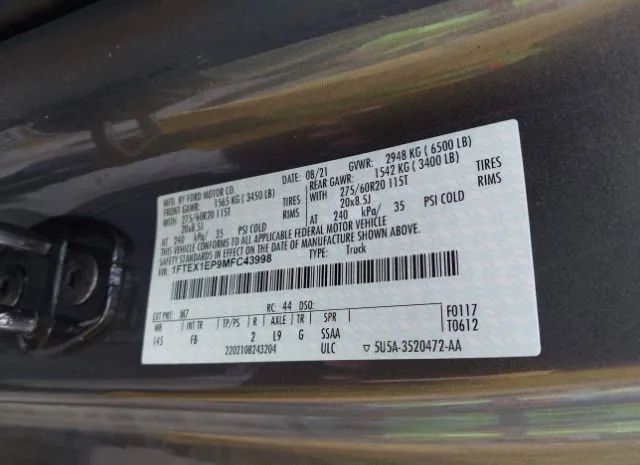 MFD. BY FORD MOTOR CO. DATE: 08/21 GVWR: 2948 KG ( 6500 LB)
FRONT GAWR: 1565 KG ( 3450 LB) REAR GAWR: 1542 KG ( 3400 LB)
WITH 275/60R20 115T TIRES WITH 275/60R20 115T TIRES
20x8.5J RIMS 20x8.5J RIMS
AT 240 kPa/ 35 PSI COLD AT 240 kPa/ 35 PSI COLD
THIS VEHICLE CONFORMS TO ALL APPLICABLE FEDERAL MOTOR VEHICLE
SAFETY STANDARDS IN EFFECT ON THE DATE OF MANUFACTURE SHOWN ABOVE.
VIN: 1FTEX1EP9MFC43998 TYPE: Truck
EXT PNT: M7 RC: 44 DSO: F0117
WB INT TR TP/PS R AXLE TR SPR T0612
145 FB 2 L9 G SSAA
2202108243204 ULC ▽ 5U5A-3520472-AA